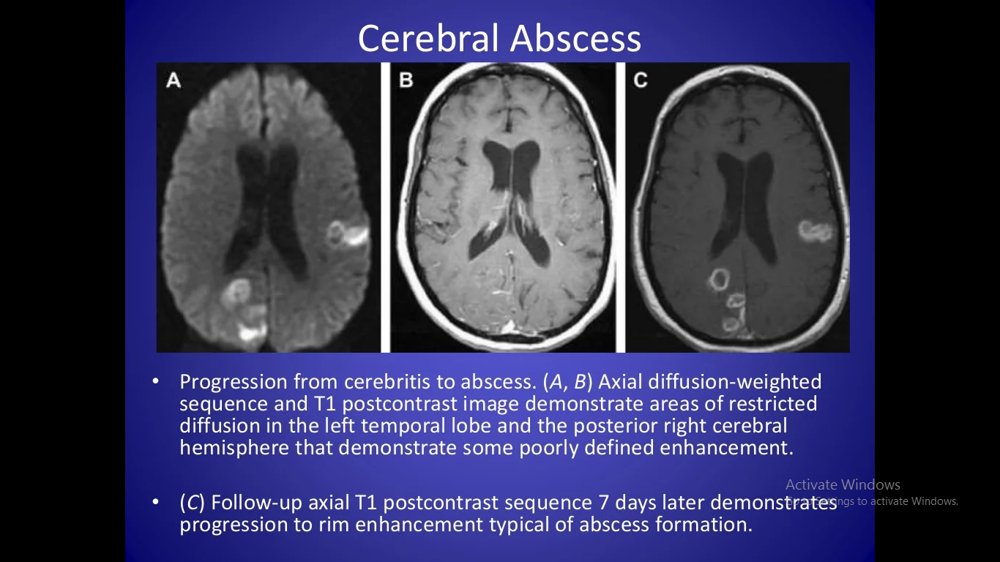 Cerebral Abscess
A
B
C
• Progression from cerebritis to abscess. (A, B) Axial diffusion-weighted
sequence and T1 postcontrast image demonstrate areas of restricted
diffusion in the left temporal lobe and the posterior right cerebral
hemisphere that demonstrate some poorly defined enhancement.
• (C) Follow-up axial T1 postcontrast sequence 7 days later demonstrates
progression to rim enhancement typical of abscess formation.
Activate Windows
Go to Settings to activate Windows.